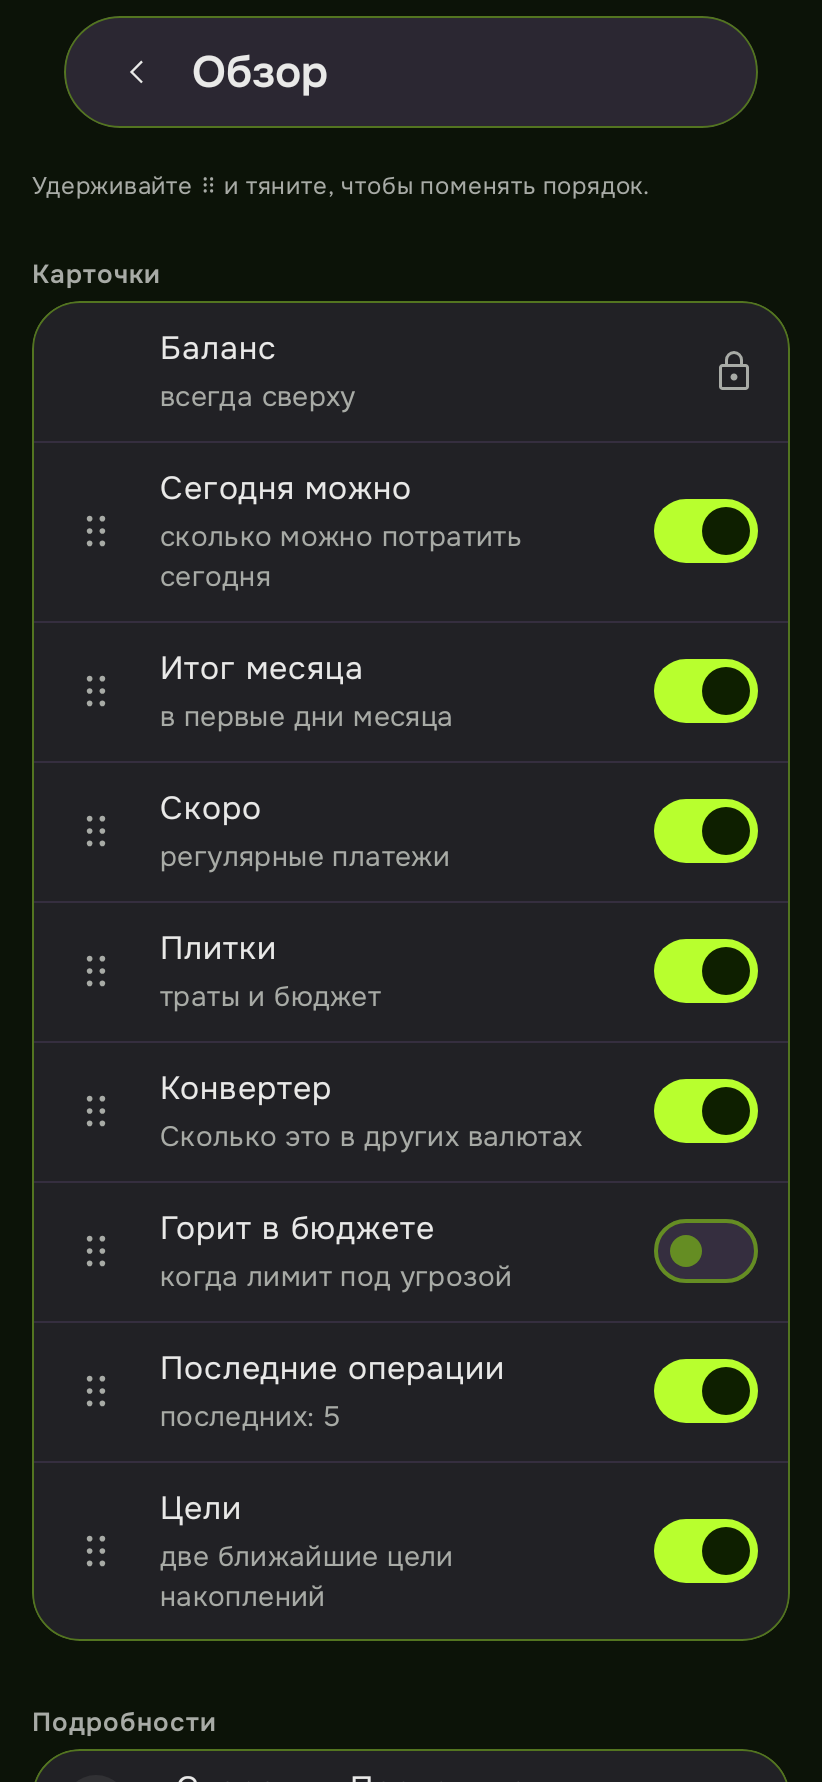 Обзор
Удерживайте ⠿ и тяните, чтобы поменять порядок.
Карточки
Баланс
всегда сверху
Сегодня можно
сколько можно потратить
сегодня
Итог месяца
в первые дни месяца
Скоро
регулярные платежи
Плитки
траты и бюджет
Конвертер
Сколько это в других валютах
Горит в бюджете
когда лимит под угрозой
Последние операции
последних: 5
Цели
две ближайшие цели
накоплений
Подробности